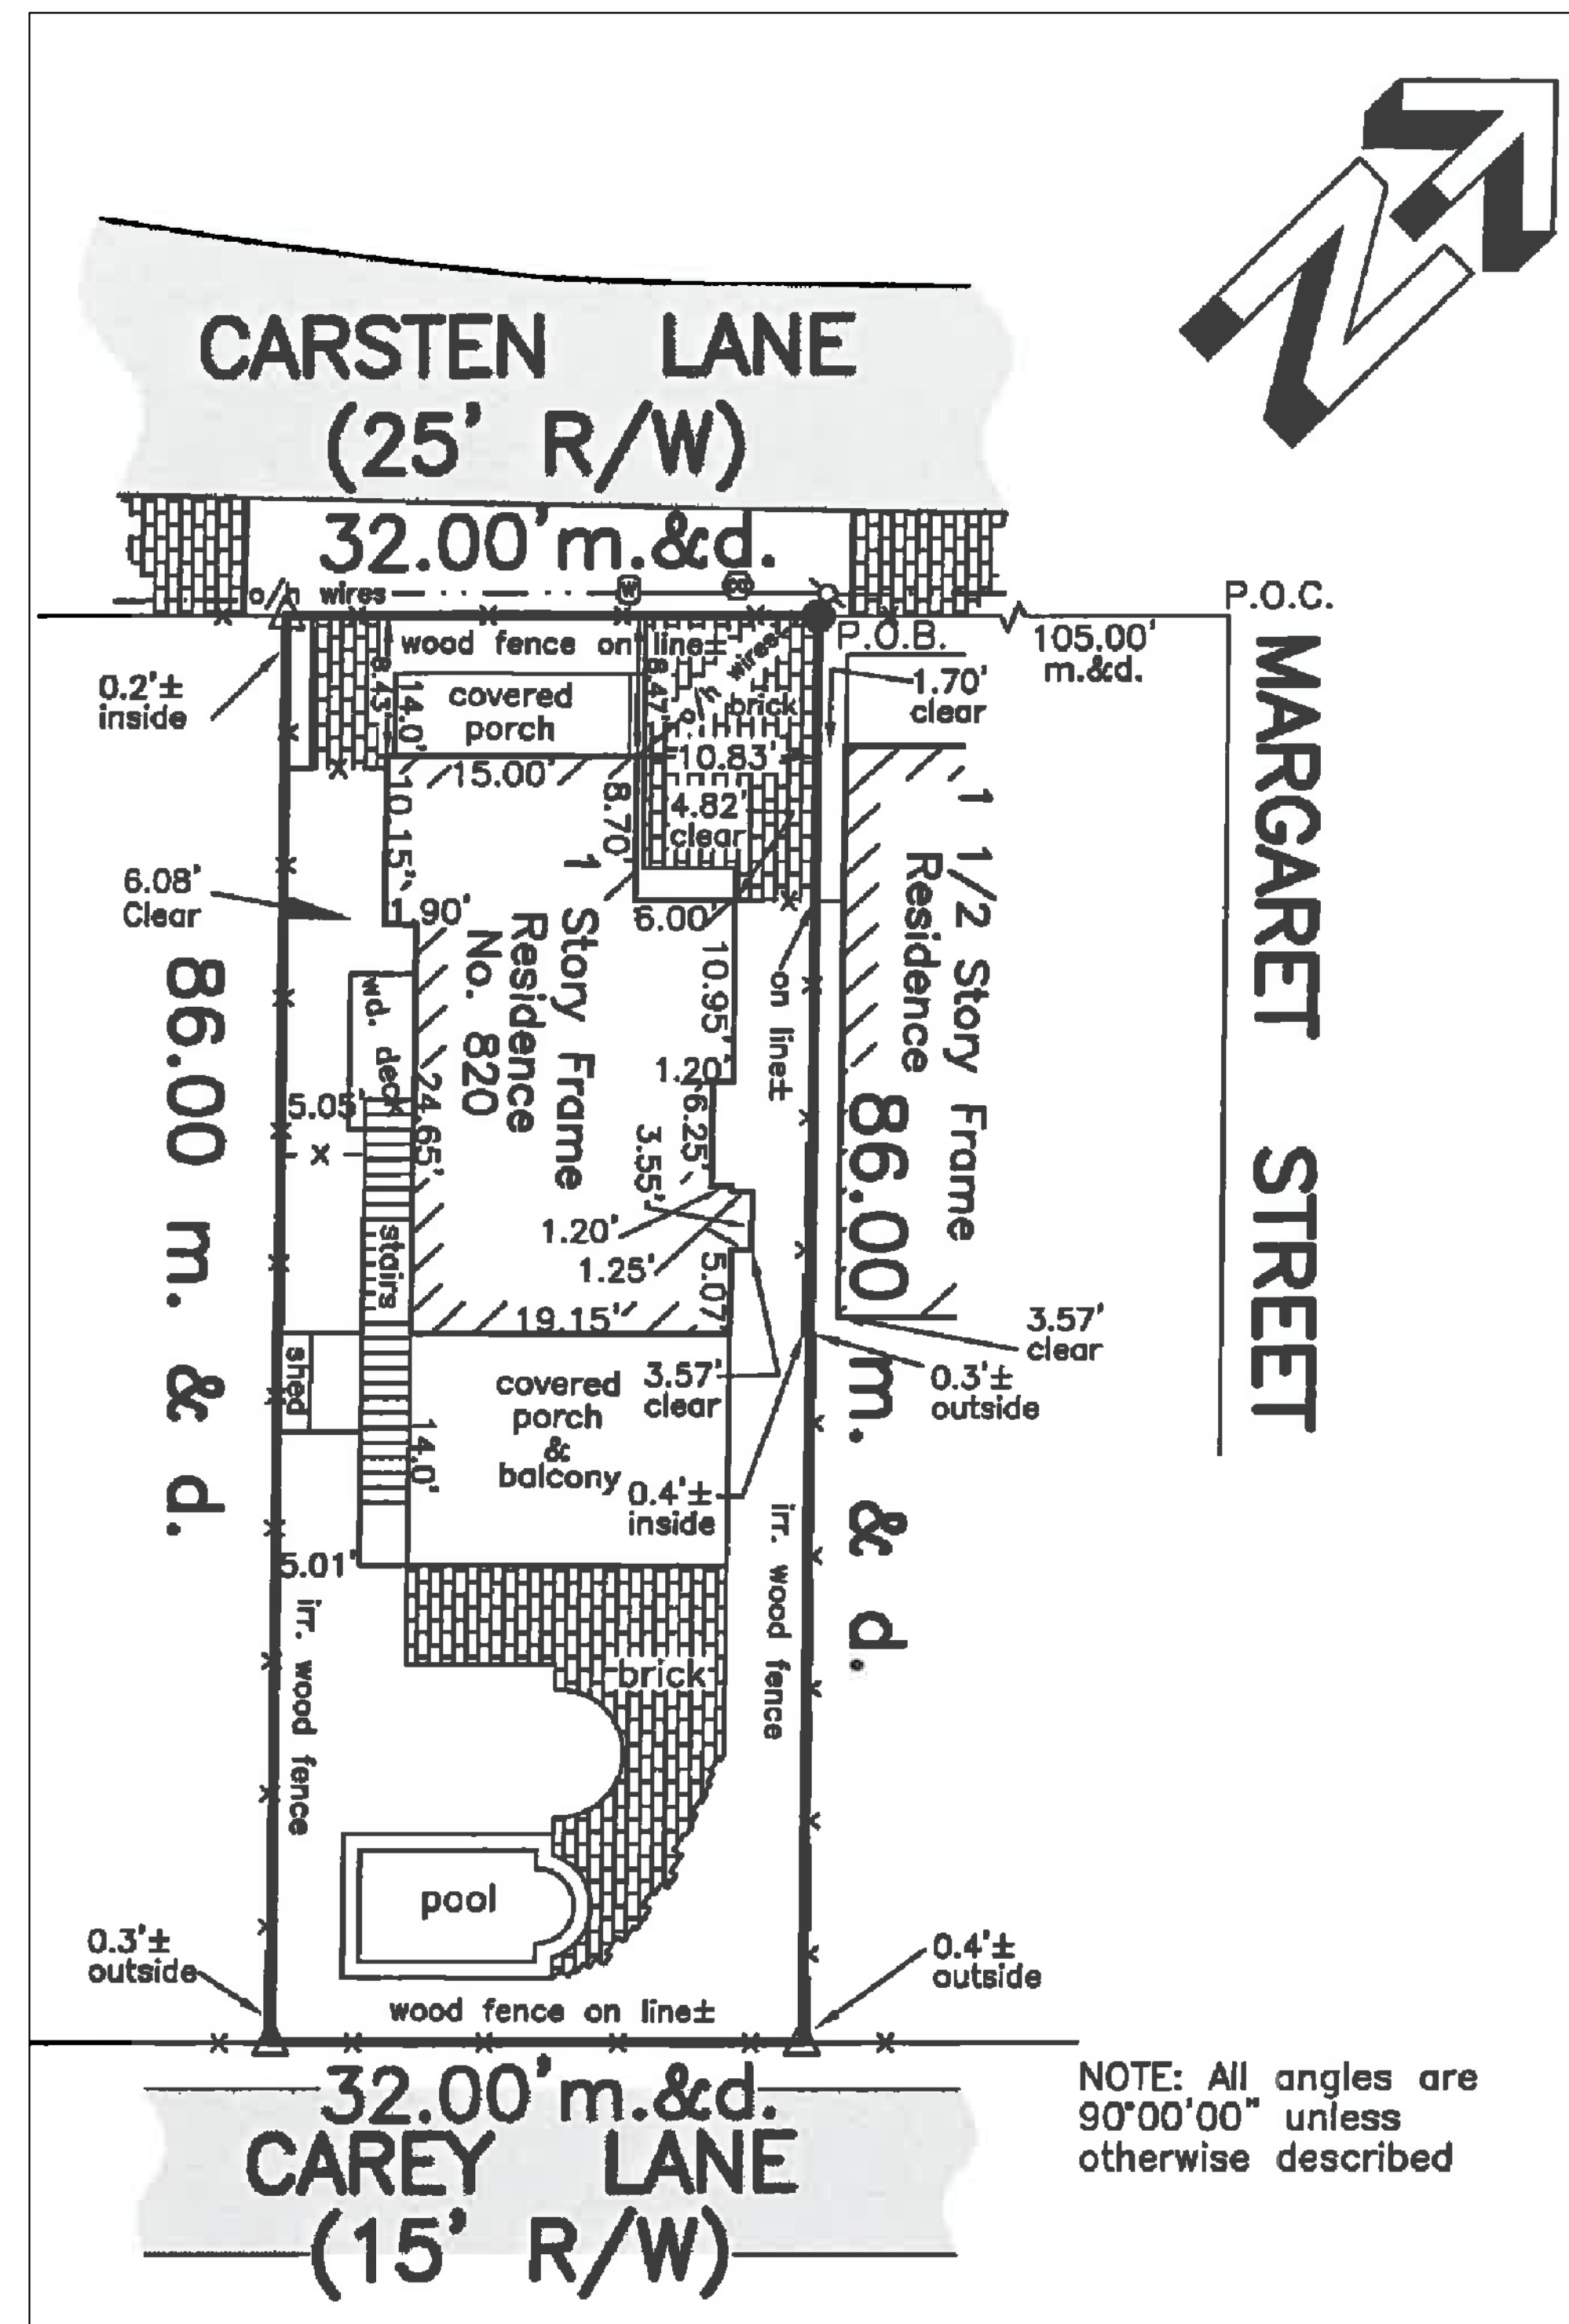 N
CARSTEN LANE
(25' R/W)
32.00'm.&d.
o/h wires
W
P.O.C.
P.O.B.
105.00'
m.&d.
MARGARET STREET
wood fence on line±
0.2'±
inside
8.43'
14.0'
covered
porch
8.47'
o/h wires
brick
1.70'
clear
10.83'
15.00'
10.15'
8.70'
4.82'
clear
6.08'
Clear
1.90'
6.00'
1 Story Frame
Residence
No. 820
1 1/2 Story Frame
Residence
10.95'
on line±
wd. deck
24.65'
5.05'
1.20'
6.25'
3.55'
1.20'
1.25'
5.07'
86.00 m. & d.
86.00 m. & d.
stairs
19.15'
3.57'
clear
0.3'±
outside
shed
covered
porch
&
balcony
3.57'
clear
14.0'
0.4'±
inside
5.01'
irr. wood fence
irr. wood fence
brick
pool
0.3'±
outside
0.4'±
outside
wood fence on line±
32.00'm.&d.
CAREY LANE
(15' R/W)
NOTE: All angles are
90°00'00" unless
otherwise described